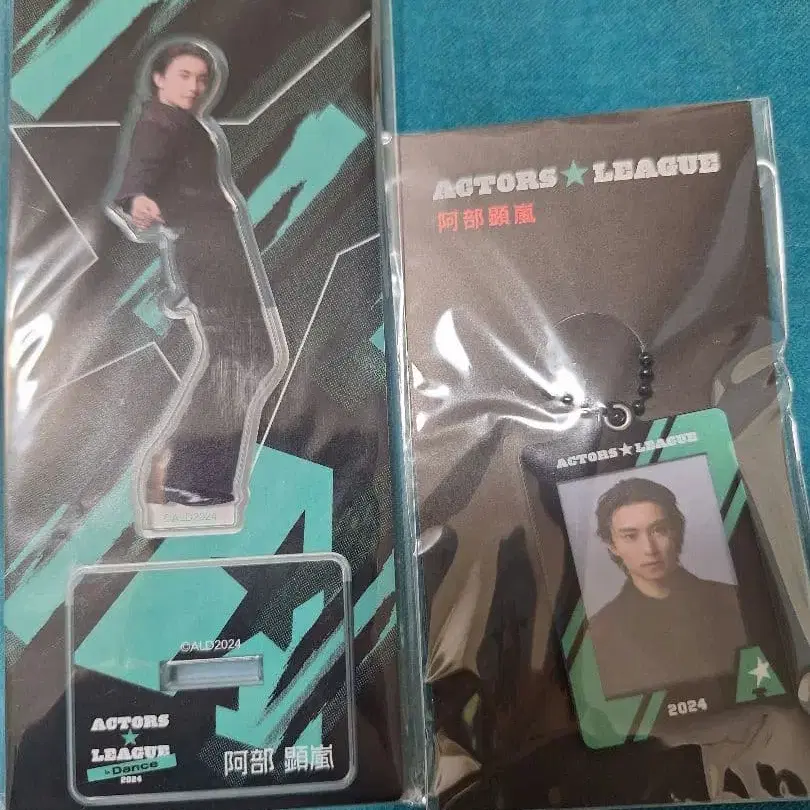 ©ALD2024
©ALD2024
ACTORS
★
LEAGUE
in Dance
2024
阿部 顕嵐
ACTORS★LEAGUE
阿部顕嵐
ACTORS★LEAGUE
2024
A